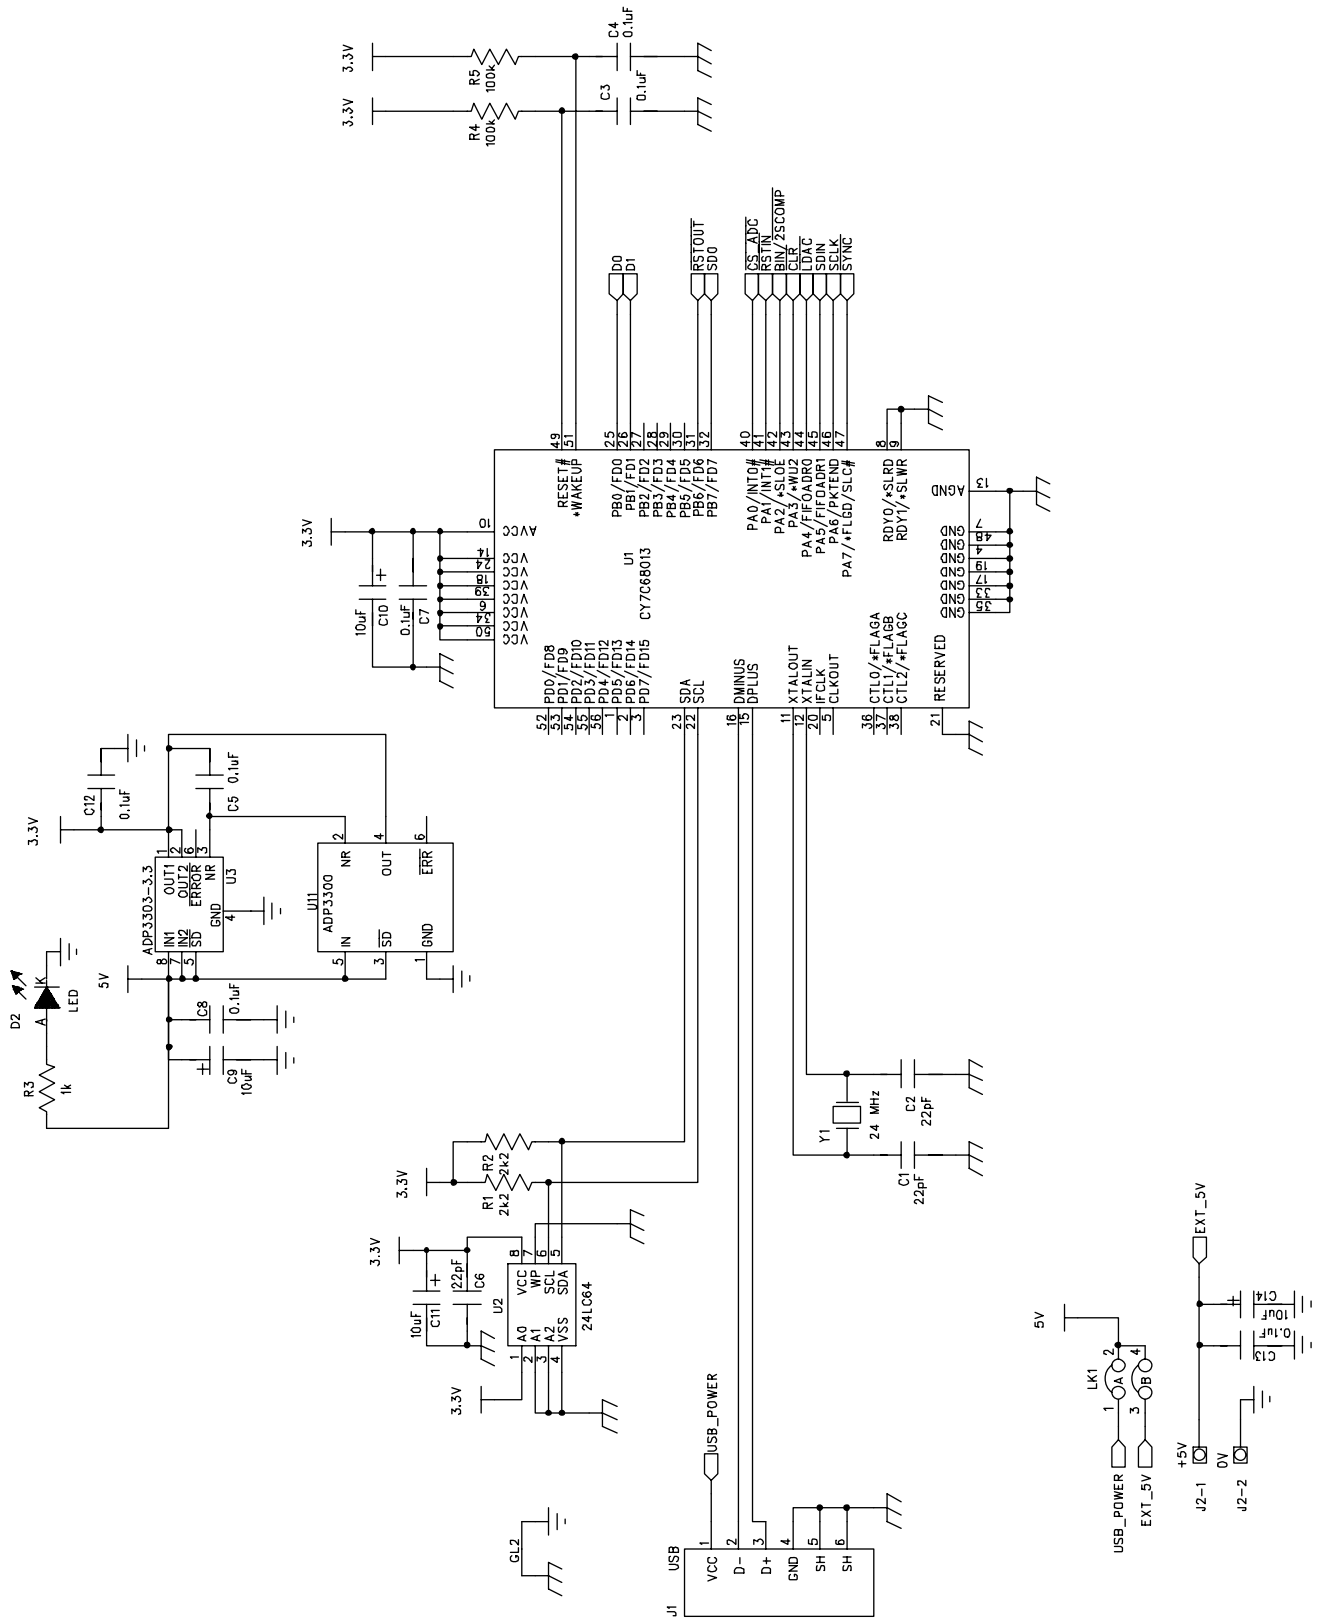 3.3V
R5
100k
C4
0.1uF
3.3V
R4
100k
C3
0.1uF
D0
D1
RSTOUT
SDO
CS_ADC
RSTIN
BIN/2SCOMP
CLR
LDAC
SDIN
SCLK
SYNC
49
51
25
26
27
28
29
30
31
32
40
41
42
43
44
45
46
47
8
9
RESET#
*WAKEUP
PB0/FD0
PB1/FD1
PB2/FD2
PB3/FD3
PB4/FD4
PB5/FD5
PB6/FD6
PB7/FD7
PA0/INT0#
PA1/INT1#
PA2/*SLOE
PA3/*WU2
PA4/FIFOADR0
PA5/FIFOADR1
PA6/PKTEND
PA7/*FLGD/SLC#
RDY0/*SLRD
RDY1/*SLWR
3.3V
10uF
C10
+
0.1uF
C7
10
14
24
18
39
6
34
50
AVCC
VCC
VCC
VCC
VCC
VCC
VCC
VCC
U1
CY7C68013
AGND
GND
GND
GND
GND
GND
GND
GND
13
7
48
4
19
17
33
35
PD0/FD8
PD1/FD9
PD2/FD10
PD3/FD11
PD4/FD12
PD5/FD13
PD6/FD14
PD7/FD15
SDA
SCL
DMINUS
DPLUS
XTALOUT
XTALIN
IFCLK
CLKOUT
CTL0/*FLAGA
CTL1/*FLAGB
CTL2/*FLAGC
RESERVED
52
53
54
55
56
1
2
3
23
22
16
15
11
12
20
5
36
37
38
21
C12
0.1uF
C5
0.1uF
3.3V
1
2
6
3
OUT1
OUT2
ERROR
NR
U3
ADP3303-3.3
GND
4
IN1
IN2
SD
8
7
5
2
4
6
NR
OUT
ERR
U11
ADP3300
IN
SD
GND
5
3
1
5V
D2
LED
K
A
R3
1k
C8
0.1uF
+
C9
10uF
3.3V
R2
2k2
R1
2k2
Y1
24 MHz
C2
22pF
C1
22pF
3.3V
10uF
C11
+
22pF
C6
8
7
6
5
VCC
WP
SCL
SDA
U2
24LC64
A0
A1
A2
VSS
1
2
3
4
3.3V
GL2
USB_POWER
USB
J1
1
2
3
4
5
6
VCC
D-
D+
GND
SH
SH
5V
LK1
2
4
A
B
1
3
USB_POWER
EXT_5V
EXT_5V
+
C14
10uF
0.1uF
C13
+5V
0V
J2-1
J2-2